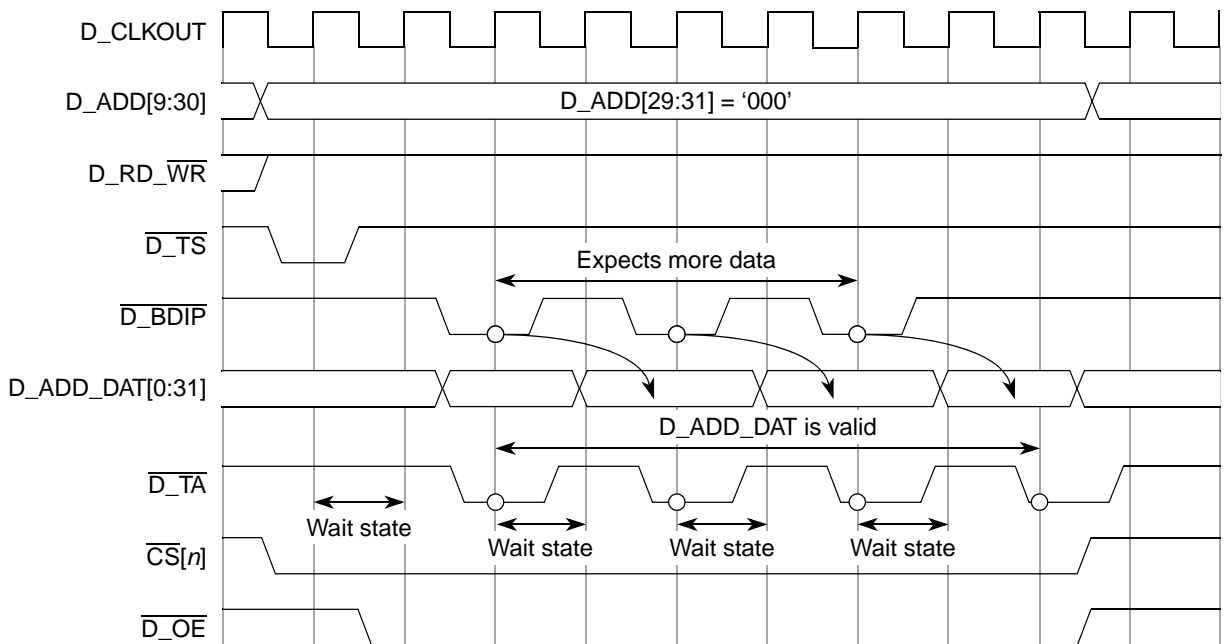 D_CLKOUT
D_ADD[9:30]
D_ADD[29:31] = ‘000’
D_RD_WR
D_TS
Expects more data
D_BDIP
D_ADD_DAT[0:31]
D_ADD_DAT is valid
D_TA
Wait state
Wait state
Wait state
Wait state
CS[n]
D_OE